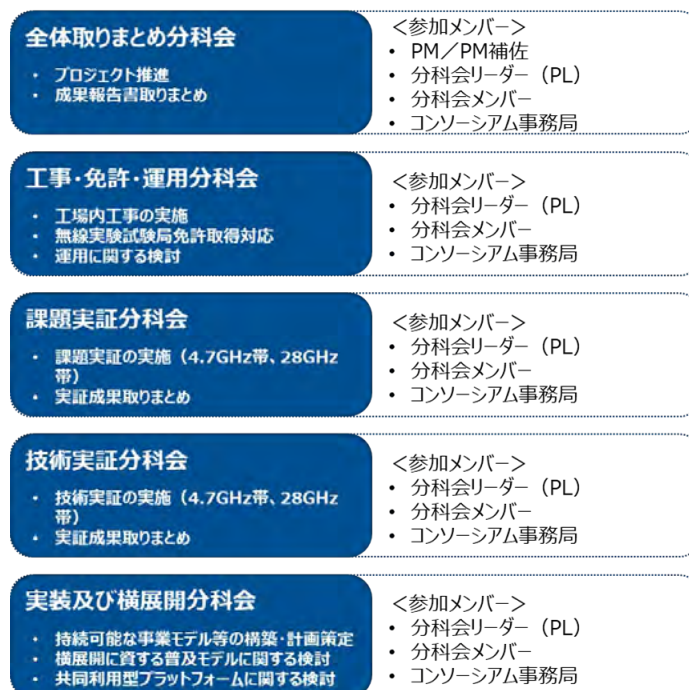 全体取りまとめ分科会
・ プロジェクト推進
・ 成果報告書取りまとめ
＜参加メンバー＞
• PM／PM補佐
• 分科会リーダー（PL）
• 分科会メンバー
• コンソーシアム事務局
工事・免許・運用分科会
・ 工場内工事の実施
・ 無線実験試験局免許取得対応
・ 運用に関する検討
＜参加メンバー＞
• 分科会リーダー（PL）
• 分科会メンバー
• コンソーシアム事務局
課題実証分科会
・ 課題実証の実施（4.7GHz帯、28GHz
帯）
・ 実証成果取りまとめ
＜参加メンバー＞
• 分科会リーダー（PL）
• 分科会メンバー
• コンソーシアム事務局
技術実証分科会
・ 技術実証の実施（4.7GHz帯、28GHz
帯）
・ 実証成果取りまとめ
＜参加メンバー＞
• 分科会リーダー（PL）
• 分科会メンバー
• コンソーシアム事務局
実装及び横展開分科会
・ 持続可能な事業モデル等の構築・計画策定
・ 横展開に資する普及モデルに関する検討
・ 共同利用型プラットフォームに関する検討
＜参加メンバー＞
• 分科会リーダー（PL）
• 分科会メンバー
• コンソーシアム事務局